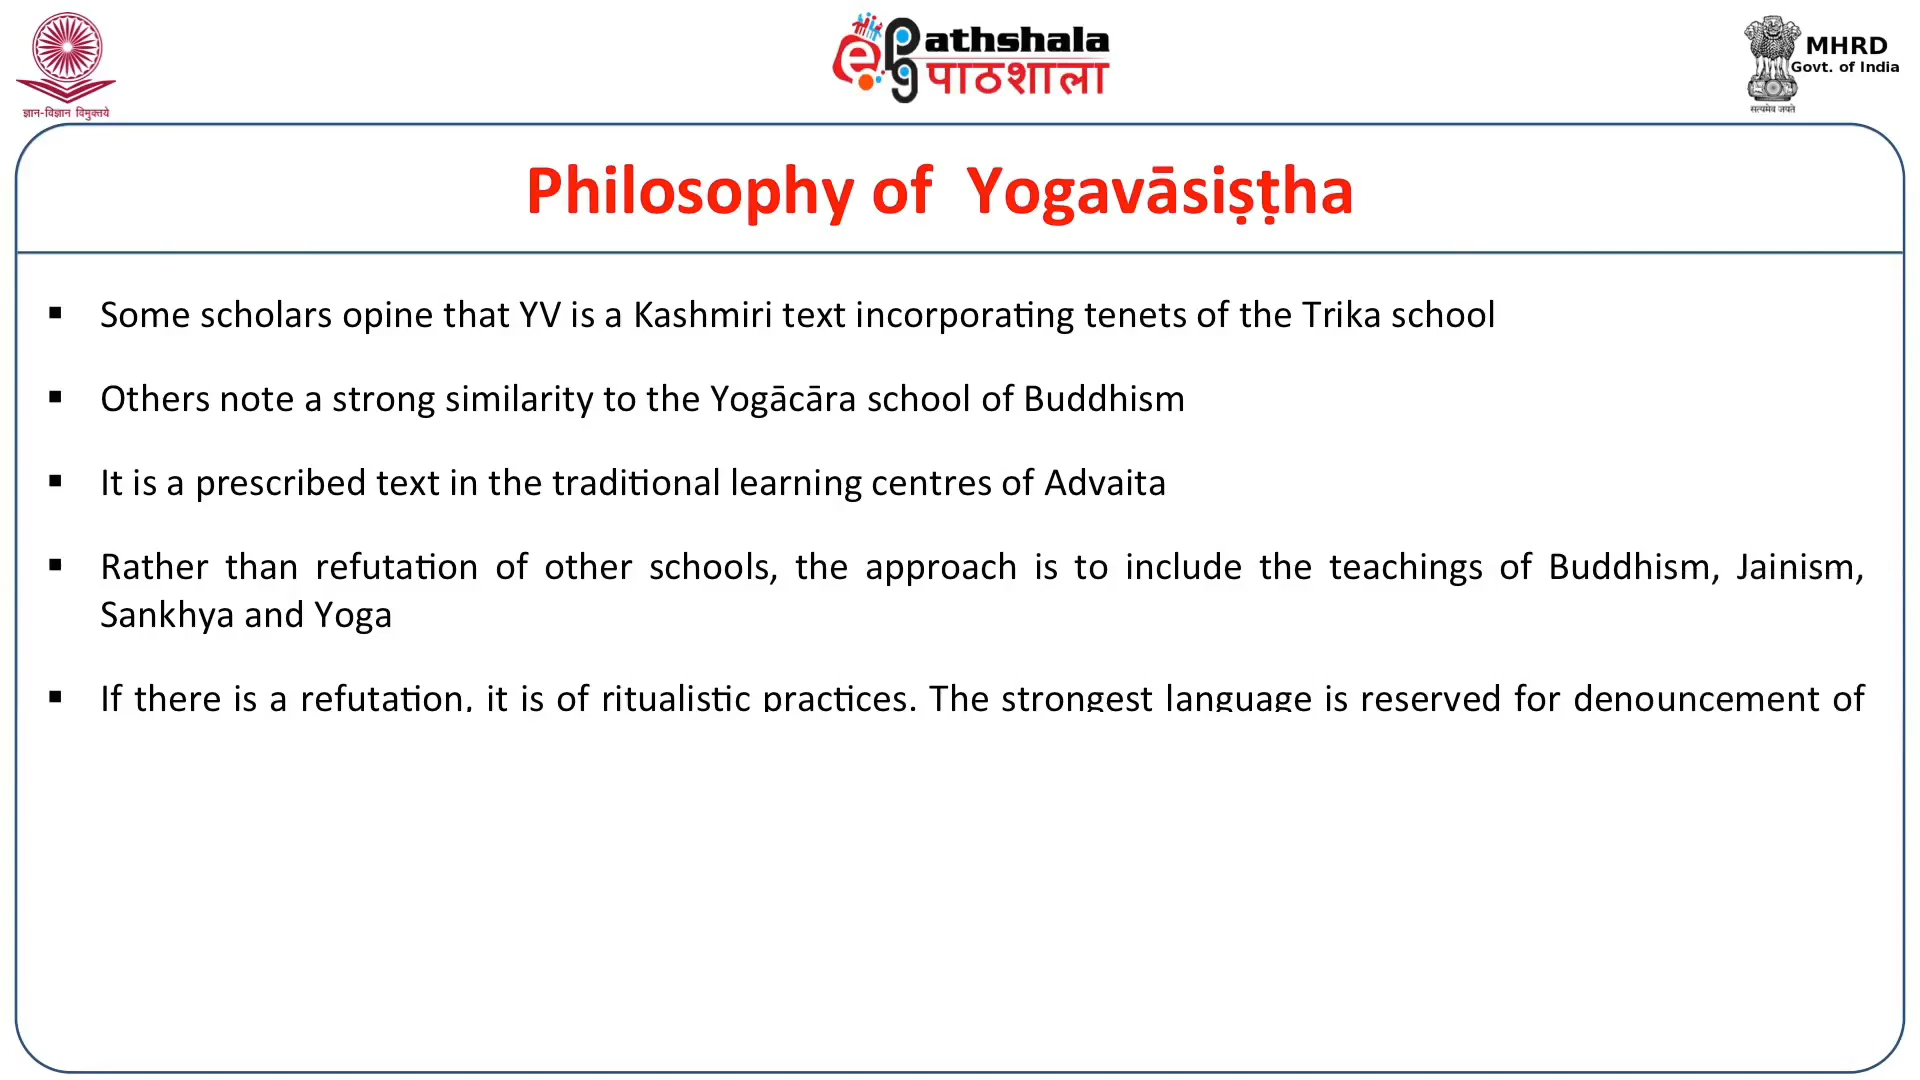 ज्ञान-विज्ञान विमुक्तये
ePathshala
पाठशाला
MHRD
Govt. of India
सत्यमेव जयते
Philosophy of Yogavāsiṣṭha
▪ Some scholars opine that YV is a Kashmiri text incorporating tenets of the Trika school
▪ Others note a strong similarity to the Yogācāra school of Buddhism
▪ It is a prescribed text in the traditional learning centres of Advaita
▪ Rather than refutation of other schools, the approach is to include the teachings of Buddhism, Jainism,
Sankhya and Yoga
▪ If there is a refutation, it is of ritualistic practices. The strongest language is reserved for denouncement of